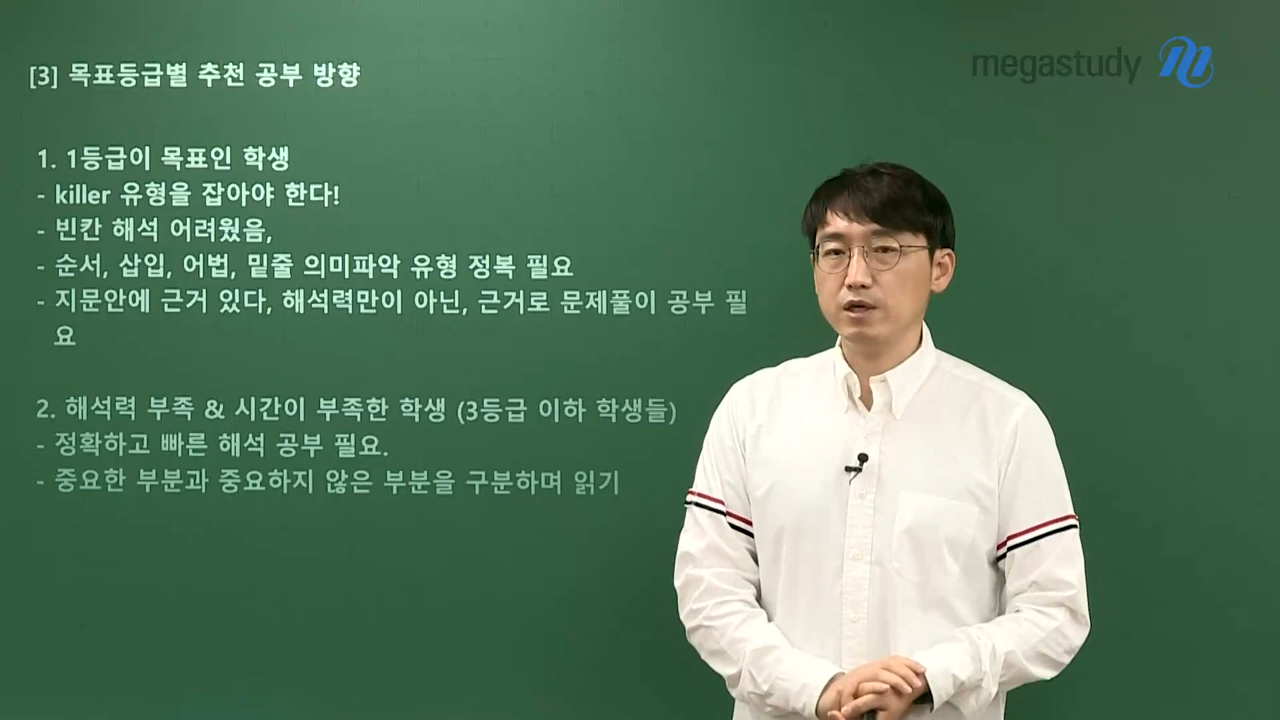 [3] 목표등급별 추천 공부 방향
megastudy
1. 1등급이 목표인 학생
- killer 유형을 잡아야 한다!
- 빈칸 해석 어려웠음,
- 순서, 삽입, 어법, 밑줄 의미파악 유형 정복 필요
- 지문안에 근거 있다, 해석력만이 아닌, 근거로 문제풀이 공부 필
요
2. 해석력 부족 & 시간이 부족한 학생 (3등급 이하 학생들)
- 정확하고 빠른 해석 공부 필요.
- 중요한 부분과 중요하지 않은 부분을 구분하며 읽기